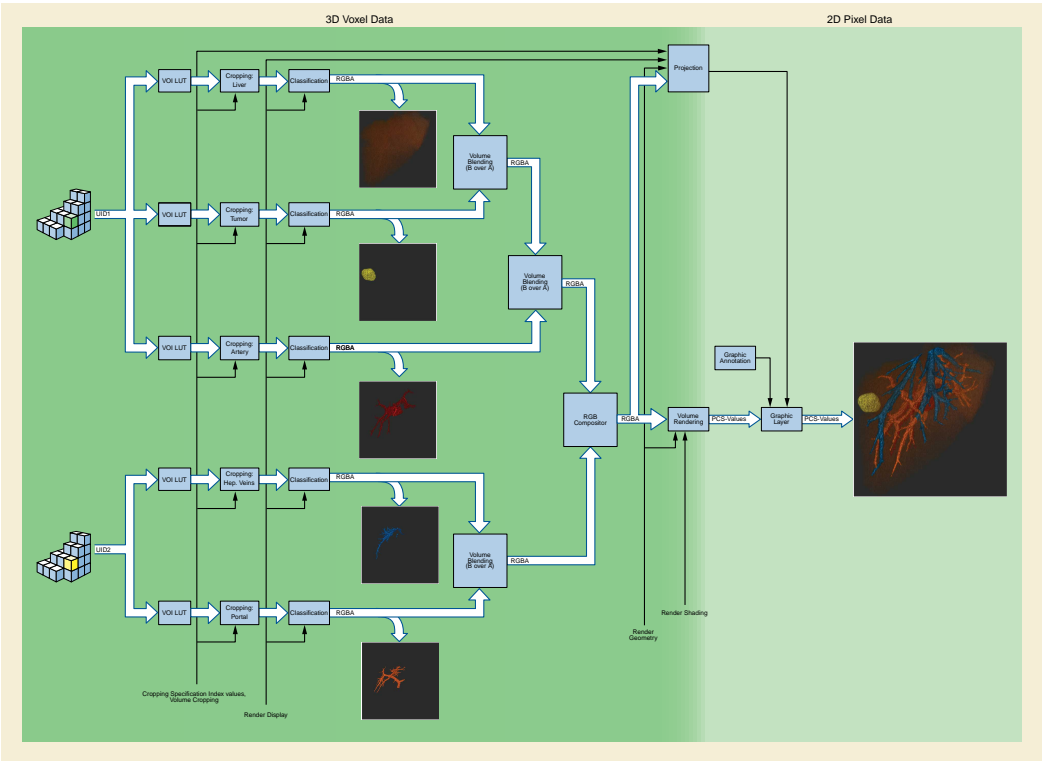 3D Voxel Data
2D Pixel Data
VOI LUT
Cropping:
Liver
Classification
RGBA
Projection
Volume
Blending
(B over A)
RGBA
UID1
VOI LUT
Cropping:
Tumor
Classification
RGBA
Volume
Blending
(B over A)
RGBA
VOI LUT
Cropping:
Artery
Classification
RGBA
Graphic
Annotation
RGB
Compositor
RGBA
Volume
Rendering
PCS-Values
Graphic
Layer
PCS-Values
VOI LUT
Cropping:
Hep. Veins
Classification
RGBA
UID2
Volume
Blending
(B over A)
RGBA
VOI LUT
Cropping:
Portal
Classification
RGBA
Render Shading
Render
Geometry
Cropping Specification Index values,
Volume Cropping
Render Display